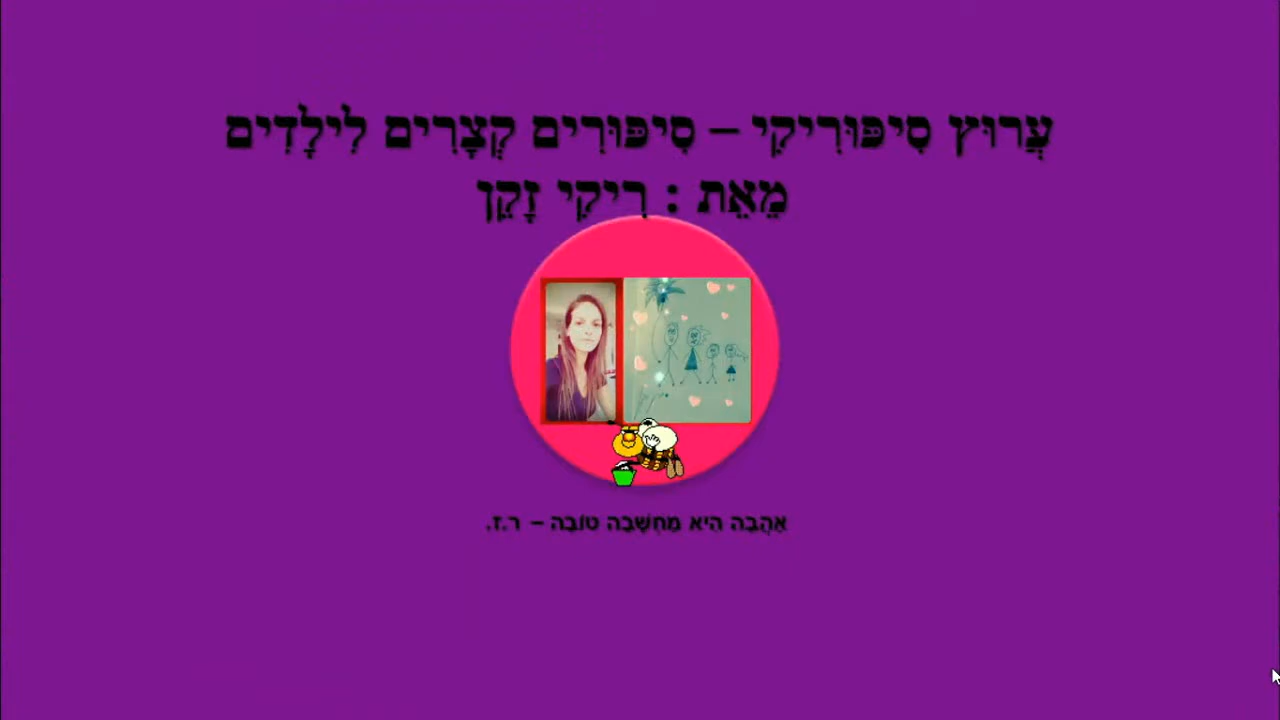 עֲרוּץ סִיפּוּרִיקִי – סִיפּוּרִים קְצָרִים לִילָדִים
מֵאֵת : רִיקִי זָקֵן
אַהֲבָה הִיא מַחְשָׁבָה טוֹבָה – ר.ז.